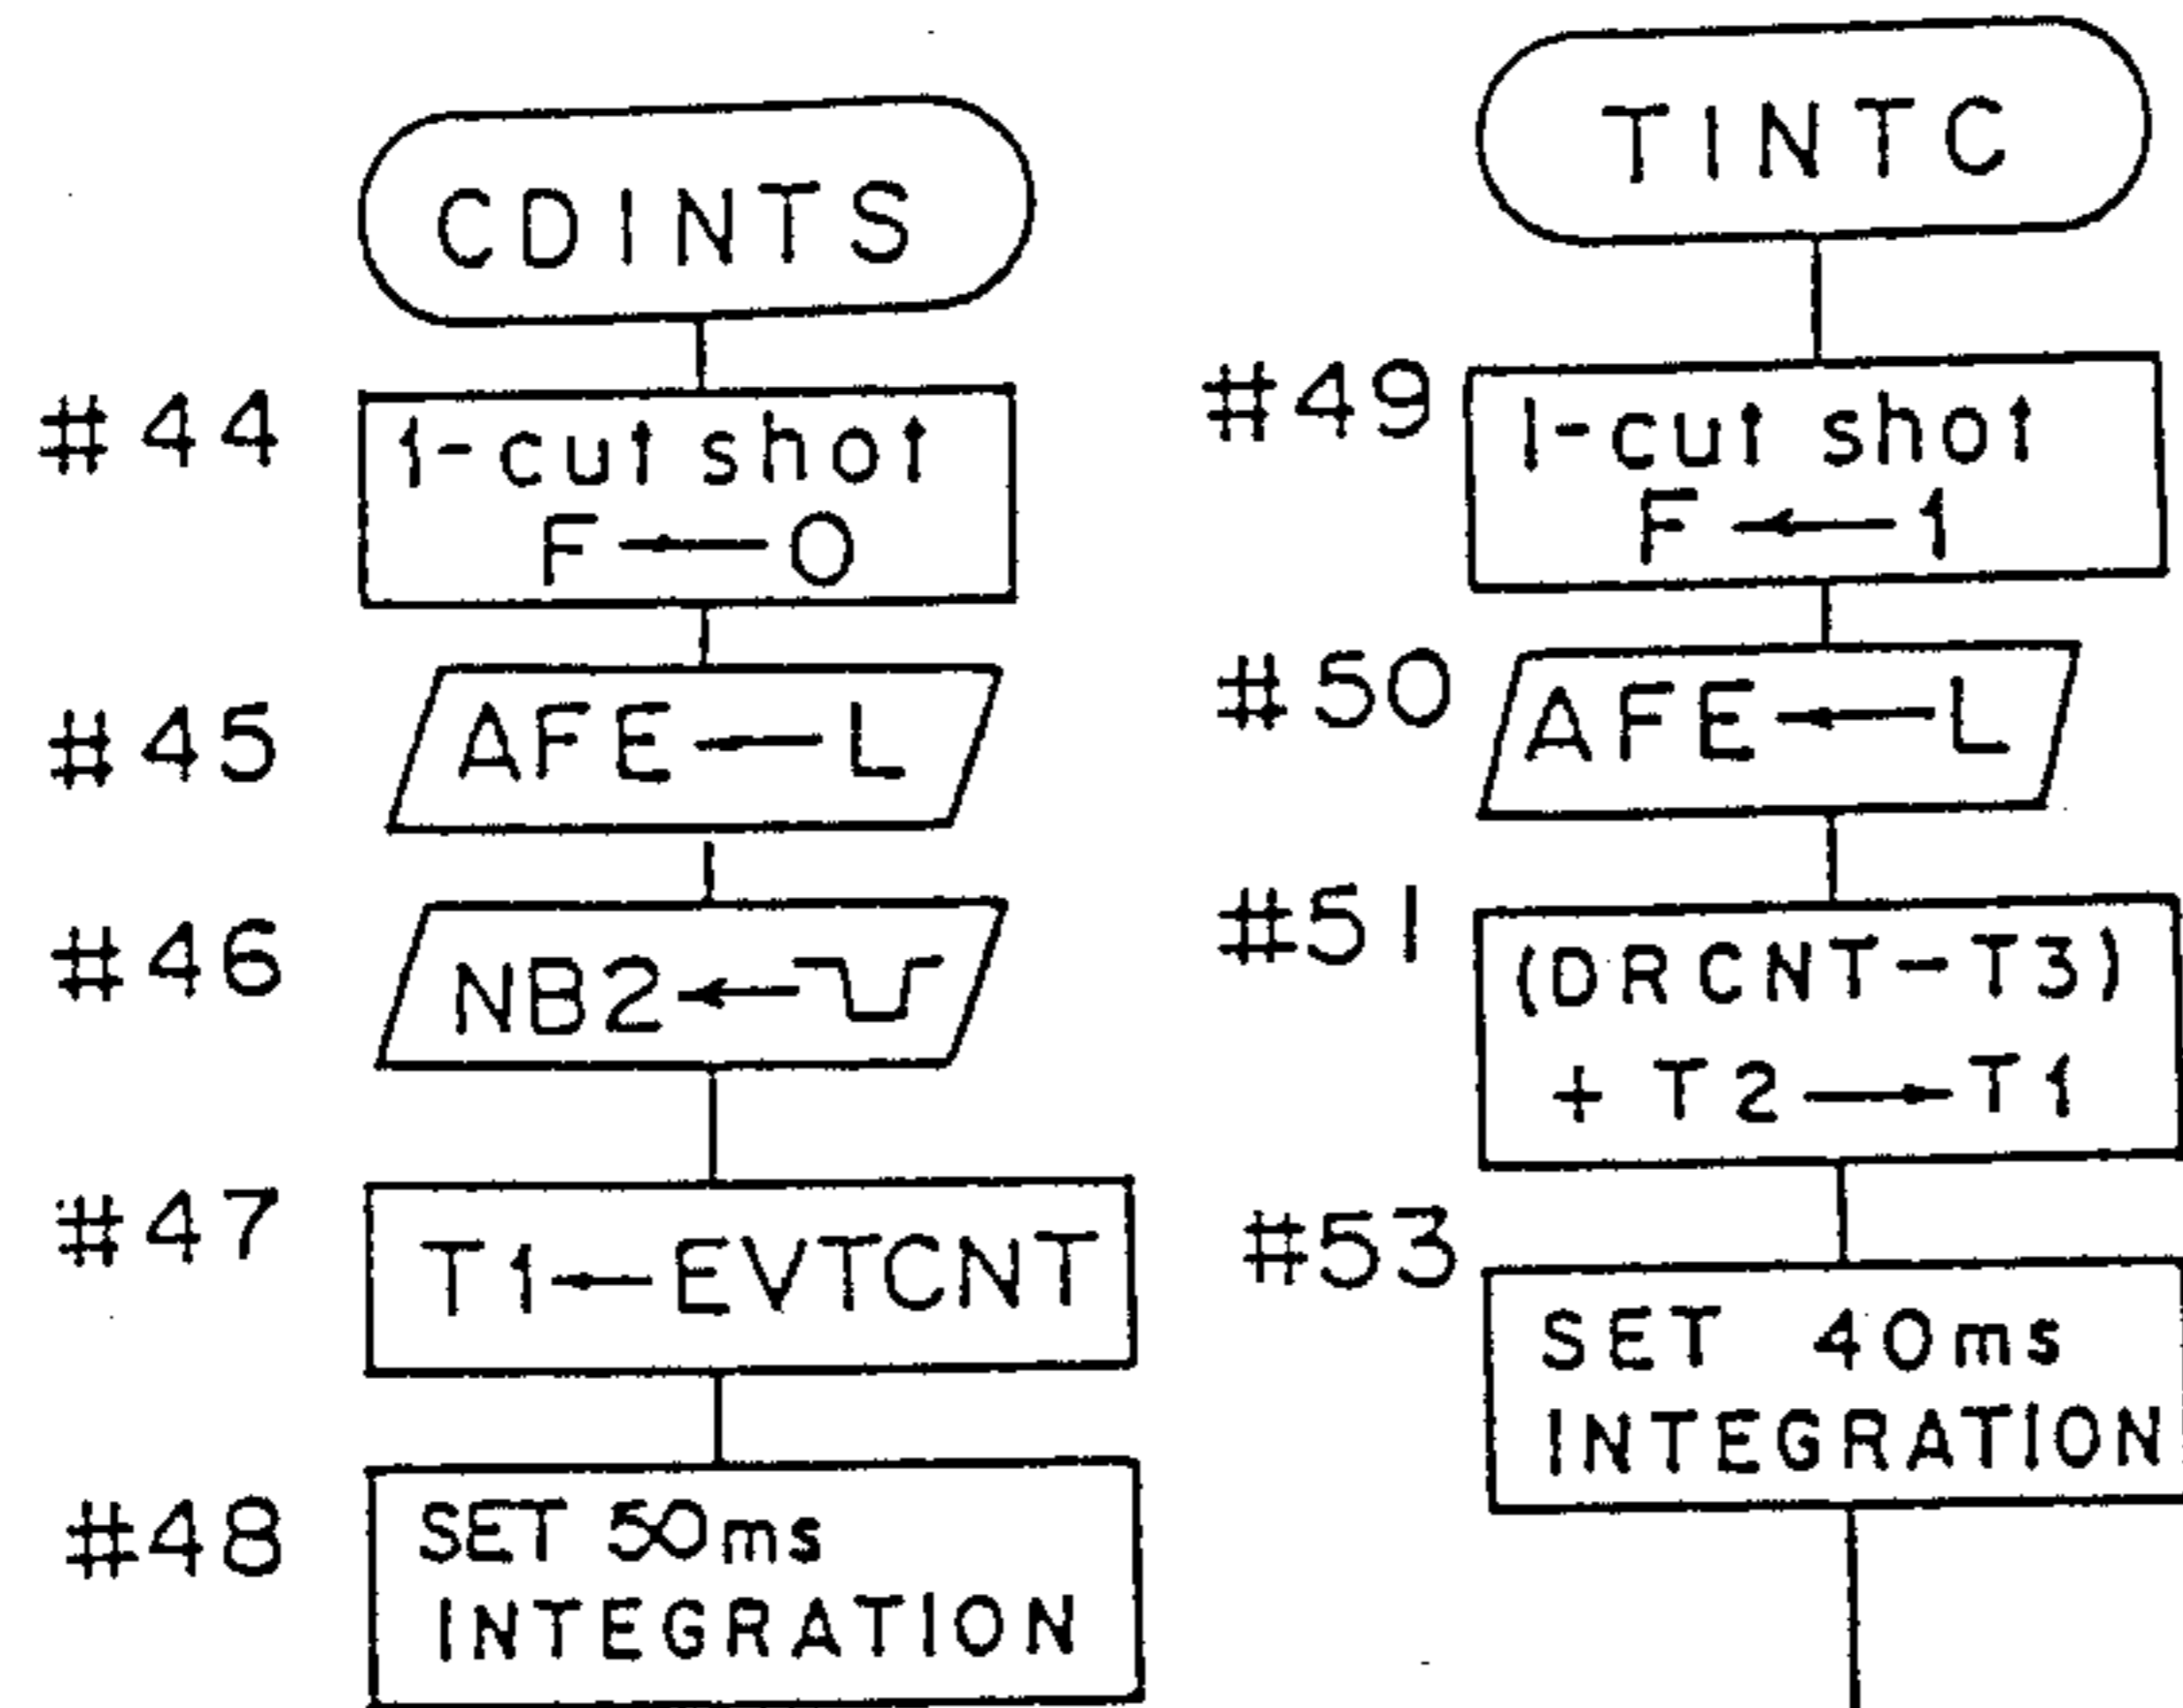 CDINTS
#44
1-cut shot
F←0
#45
AFE←L
#46
NB2←
#47
T1←EVTCNT
#48
SET 50ms
INTEGRATION
TINTC
#49
1-cut shot
F←1
#50
AFE←L
#51
(DRCNT-T3)
+T2→T1
#53
SET 40ms
INTEGRATION